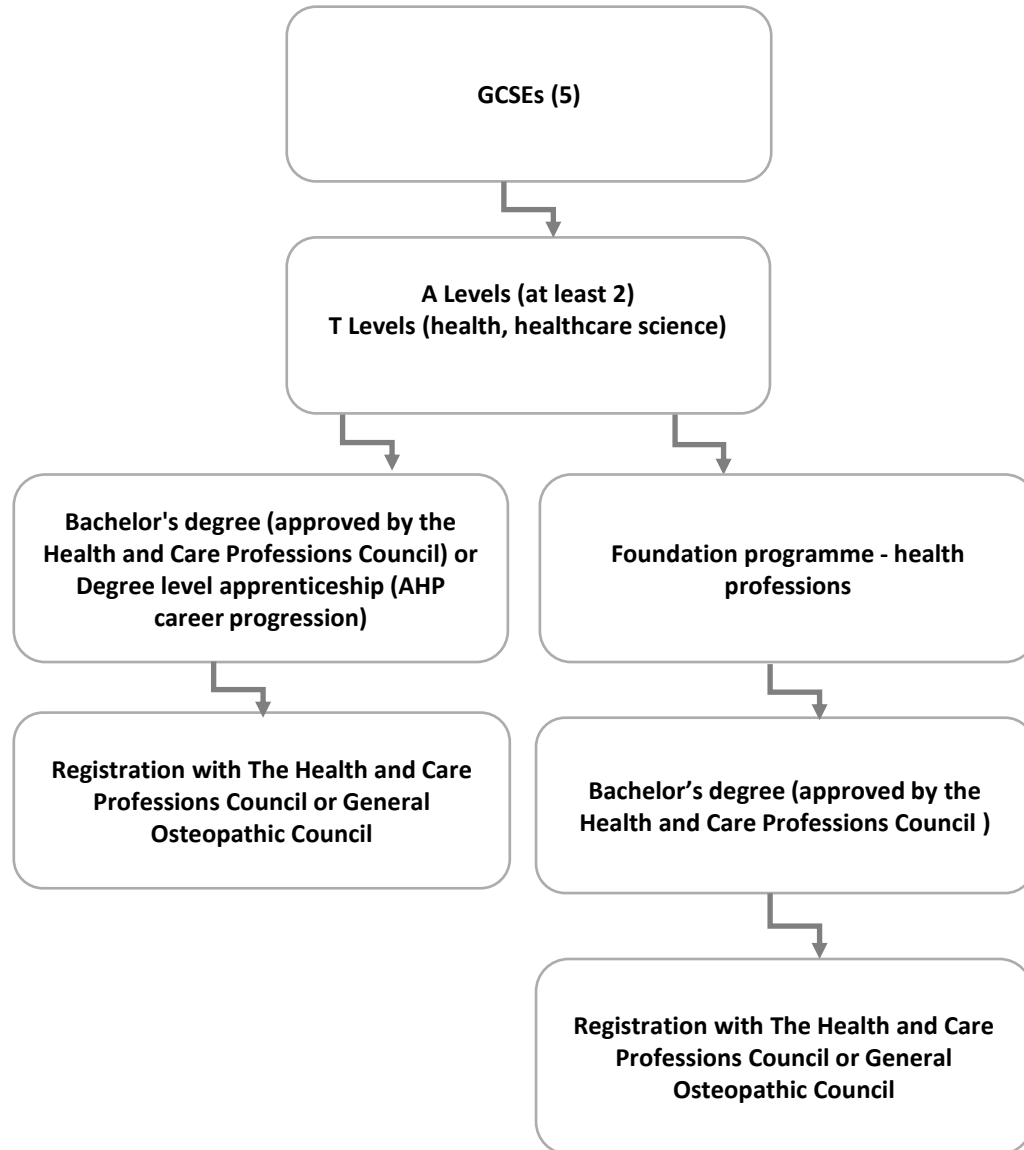 GCSEs (5)
A Levels (at least 2)
T Levels (health, healthcare science)
Bachelor's degree (approved by the
Health and Care Professions Council) or
Degree level apprenticeship (AHP
career progression)
Foundation programme - health
professions
Registration with The Health and Care
Professions Council or General
Osteopathic Council
Bachelor’s degree (approved by the
Health and Care Professions Council )
Registration with The Health and Care
Professions Council or General
Osteopathic Council